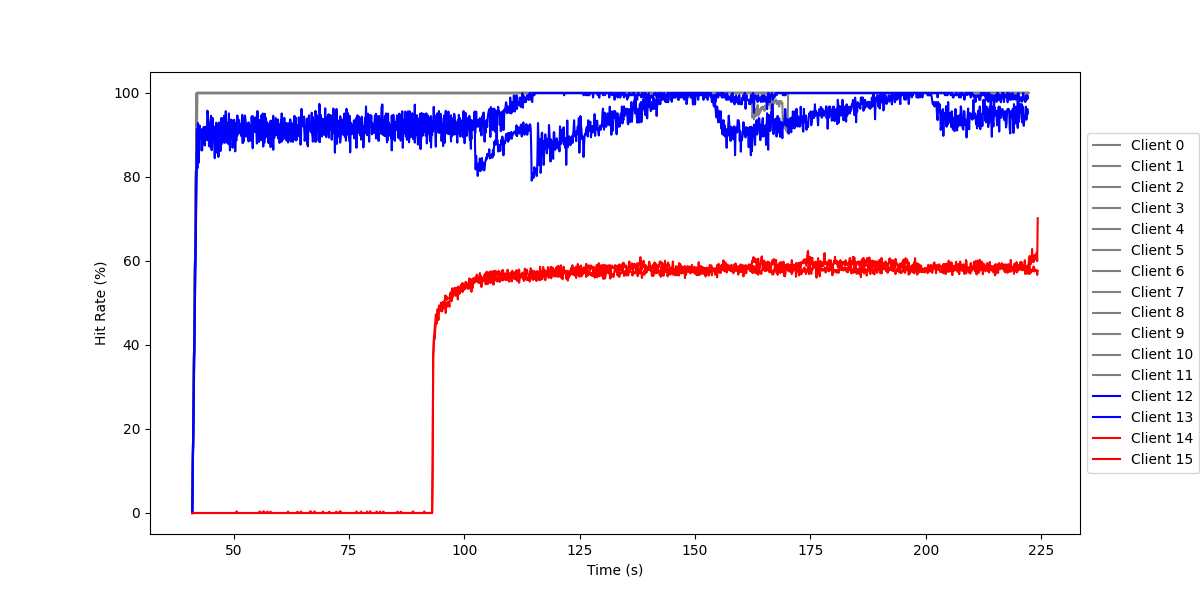 100
80
60
40
20
0
Hit Rate (%)
50
75
100
125
150
175
200
225
Time (s)
Client 0
Client 1
Client 2
Client 3
Client 4
Client 5
Client 6
Client 7
Client 8
Client 9
Client 10
Client 11
Client 12
Client 13
Client 14
Client 15